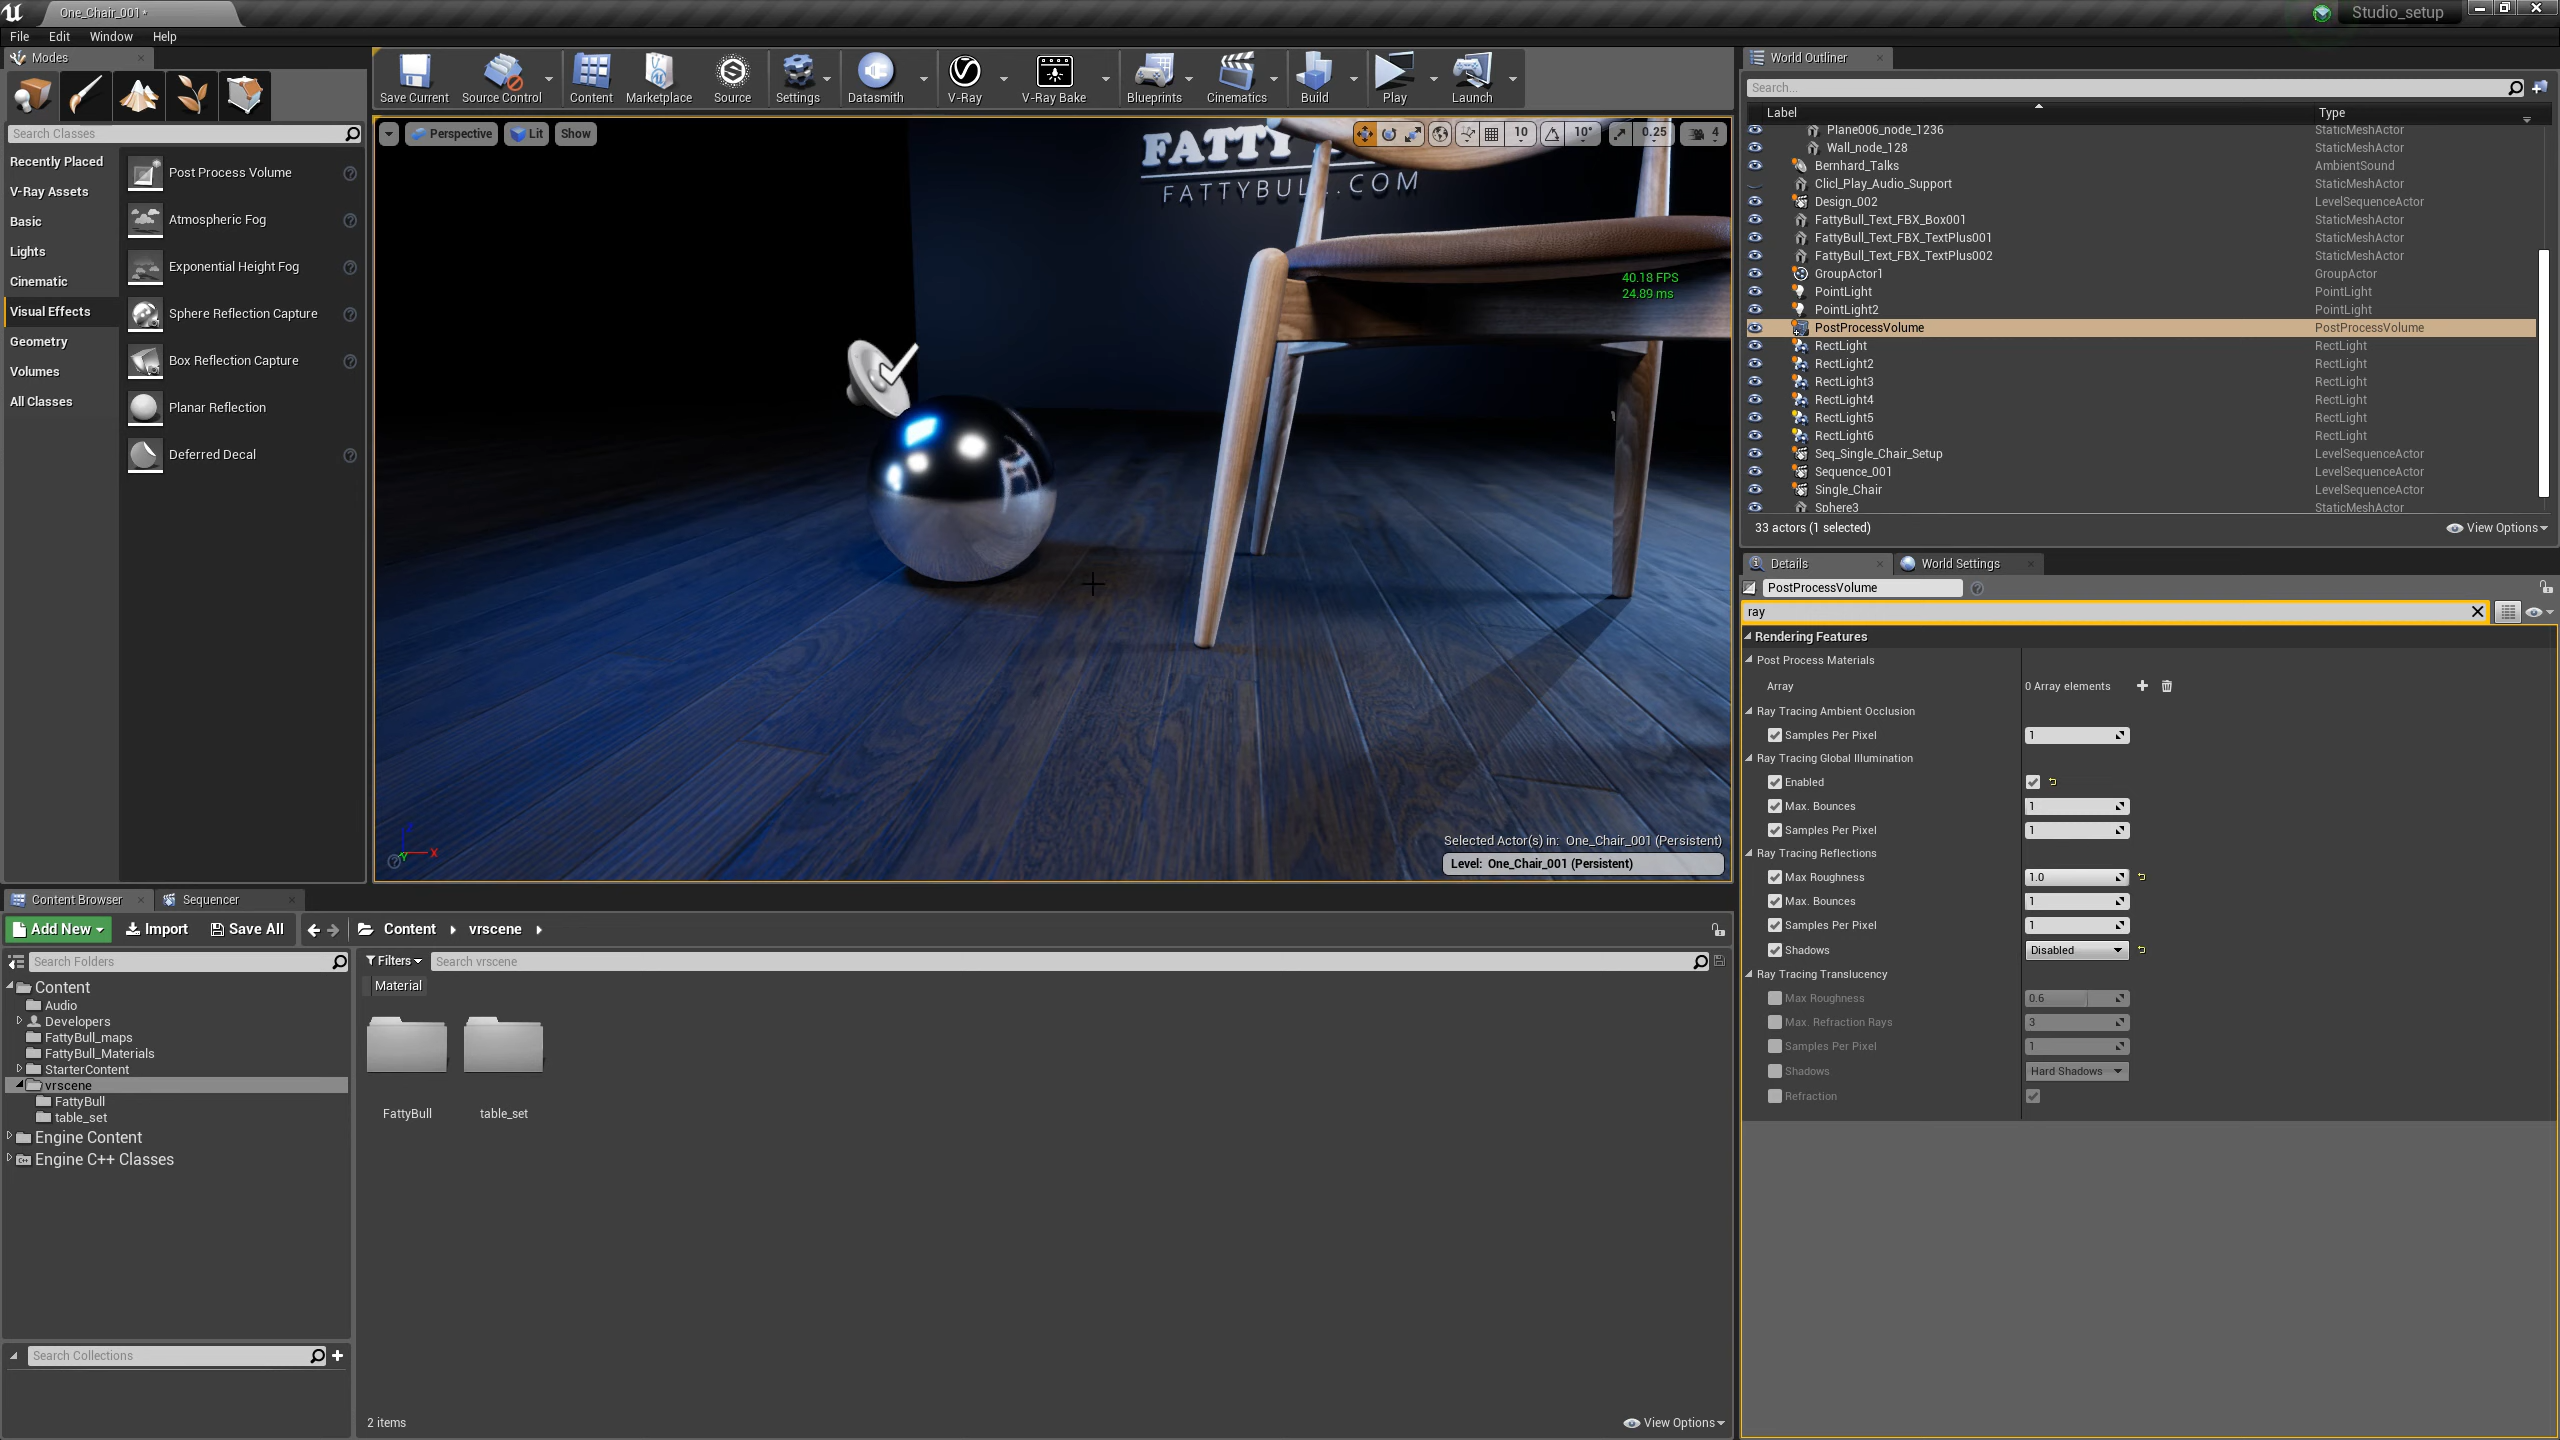 One_Chair_001*
Studio_setup
File Edit Window Help
Modes
Search Classes
Recently Placed
V-Ray Assets
Basic
Lights
Cinematic
Visual Effects
Geometry
Volumes
All Classes
Post Process Volume
Atmospheric Fog
Exponential Height Fog
Sphere Reflection Capture
Box Reflection Capture
Planar Reflection
Deferred Decal
Save Current Source Control Content Marketplace Source Settings Datasmith V-Ray V-Ray Bake Blueprints Cinematics Build Play Launch
Perspective Lit Show
10 10° 0.25 4
FATTY
FATTYBULL.COM
40.18 FPS
24.89 ms
Selected Actor(s) in: One_Chair_001 (Persistent)
Level: One_Chair_001 (Persistent)
World Outliner
Search...
Label Type
Plane006_node_1236 StaticMeshActor
Wall_node_128 StaticMeshActor
Bernhard_Talks AmbientSound
Clicl_Play_Audio_Support StaticMeshActor
Design_002 LevelSequenceActor
FattyBull_Text_FBX_Box001 StaticMeshActor
FattyBull_Text_FBX_TextPlus001 StaticMeshActor
FattyBull_Text_FBX_TextPlus002 StaticMeshActor
GroupActor1 GroupActor
PointLight PointLight
PointLight2 PointLight
PostProcessVolume PostProcessVolume
RectLight RectLight
RectLight2 RectLight
RectLight3 RectLight
RectLight4 RectLight
RectLight5 RectLight
RectLight6 RectLight
Seq_Single_Chair_Setup LevelSequenceActor
Sequence_001 LevelSequenceActor
Single_Chair LevelSequenceActor
Sphere3 StaticMeshActor
33 actors (1 selected) View Options
Details World Settings
PostProcessVolume
ray
Rendering Features
Post Process Materials
Array 0 Array elements
Ray Tracing Ambient Occlusion
Samples Per Pixel 1
Ray Tracing Global Illumination
Enabled
Max. Bounces 1
Samples Per Pixel 1
Ray Tracing Reflections
Max Roughness 1.0
Max. Bounces 1
Samples Per Pixel 1
Shadows Disabled
Ray Tracing Translucency
Max Roughness 0.6
Max. Refraction Rays 3
Samples Per Pixel 1
Shadows Hard Shadows
Refraction
Content Browser Sequencer
Add New Import Save All Content vrscene
Search Folders
Filters Search vrscene
Material
Content
Audio
Developers
FattyBull_maps
FattyBull_Materials
StarterContent
vrscene
FattyBull
table_set
Engine Content
Engine C++ Classes
FattyBull table_set
Search Collections
2 items View Options